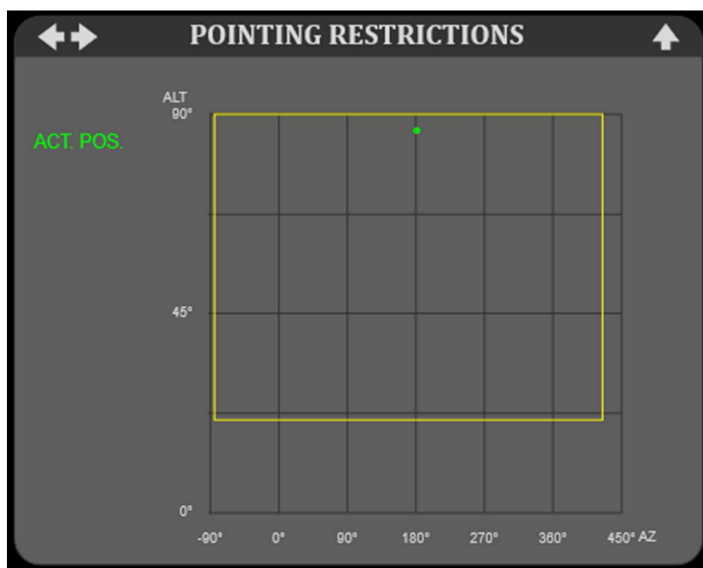 POINTING RESTRICTIONS
ALT
90°
ACT. POS.
45°
0°
-90° 0° 90° 180° 270° 360° 450° AZ